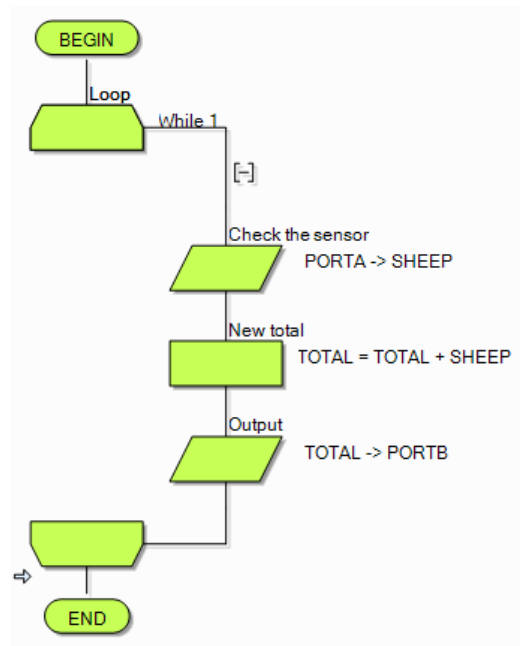 BEGIN
Loop
While 1
[-]
Check the sensor
PORTA -> SHEEP
New total
TOTAL = TOTAL + SHEEP
Output
TOTAL -> PORTB
END